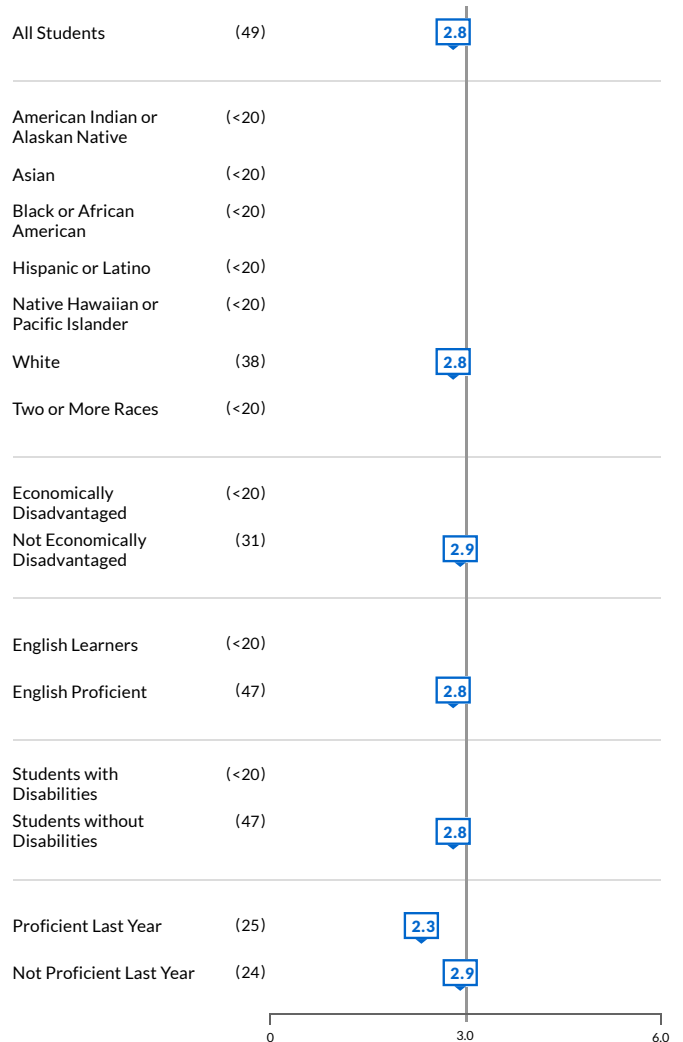 All Students (49) 2.8
American Indian or (<20)
Alaskan Native
Asian (<20)
Black or African (<20)
American
Hispanic or Latino (<20)
Native Hawaiian or (<20)
Pacific Islander
White (38) 2.8
Two or More Races (<20)
Economically (<20)
Disadvantaged
Not Economically (31) 2.9
Disadvantaged
English Learners (<20)
English Proficient (47) 2.8
Students with (<20)
Disabilities
Students without (47) 2.8
Disabilities
Proficient Last Year (25) 2.3
Not Proficient Last Year (24) 2.9
0 3.0 6.0